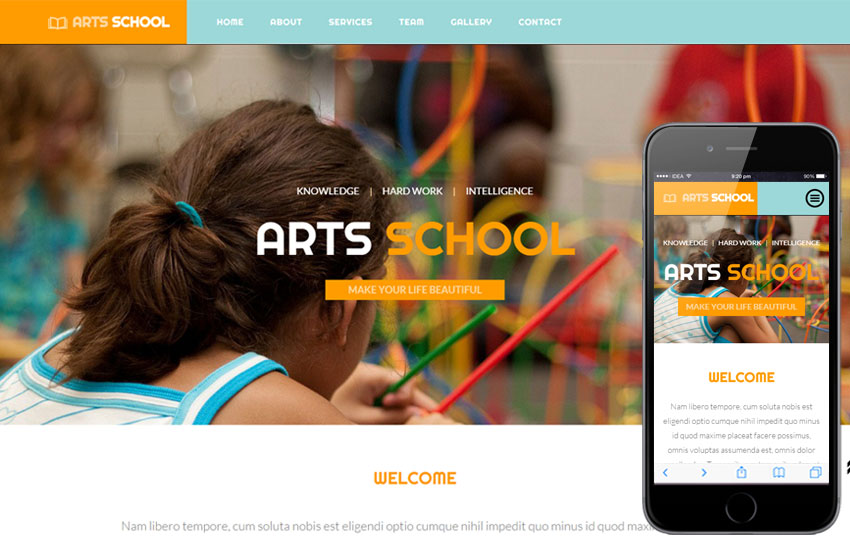 ARTS SCHOOL
HOME ABOUT SERVICES TEAM GALLERY CONTACT
KNOWLEDGE | HARD WORK | INTELLIGENCE
ARTS SCHOOL
MAKE YOUR LIFE BEAUTIFUL
WELCOME
Nam libero tempore, cum soluta nobis est eligendi optio cumque nihil impedit quo minus id quod
IDEA 9:20 pm 90%
ARTS SCHOOL
KNOWLEDGE | HARD WORK | INTELLIGENCE
ARTS SCHOOL
MAKE YOUR LIFE BEAUTIFUL
WELCOME
Nam libero tempore, cum soluta nobis est
eligendi optio cumque nihil impedit quo minus
id quod maxime placeat facere possimus,
omnis voluptas assumenda est, omnis dolor